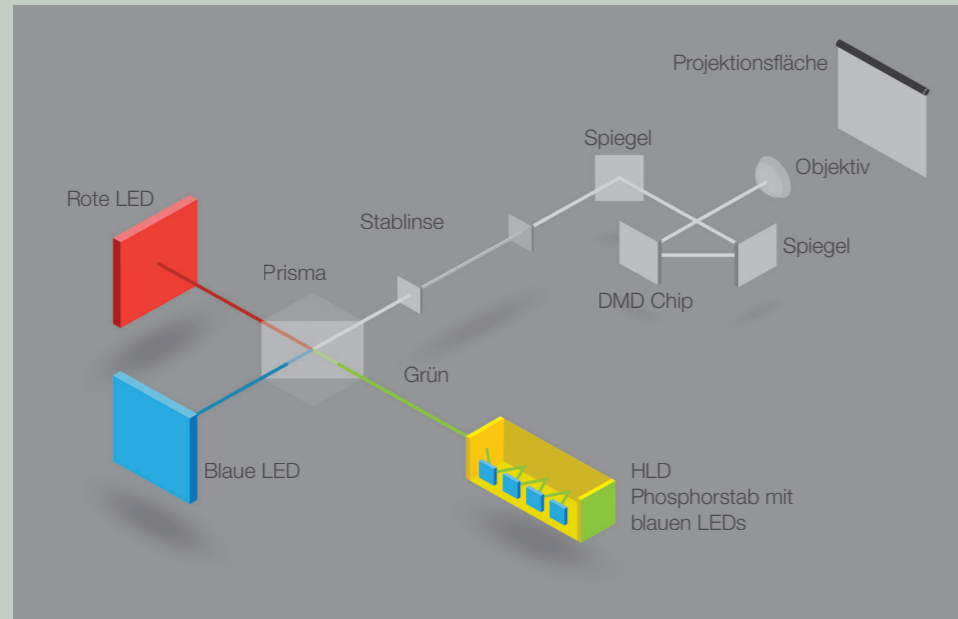 Projektionsfläche
Spiegel
Objektiv
Rote LED
Stablinse
Prisma
Spiegel
DMD Chip
Grün
Blaue LED
HLD
Phosphorstab mit
blauen LEDs